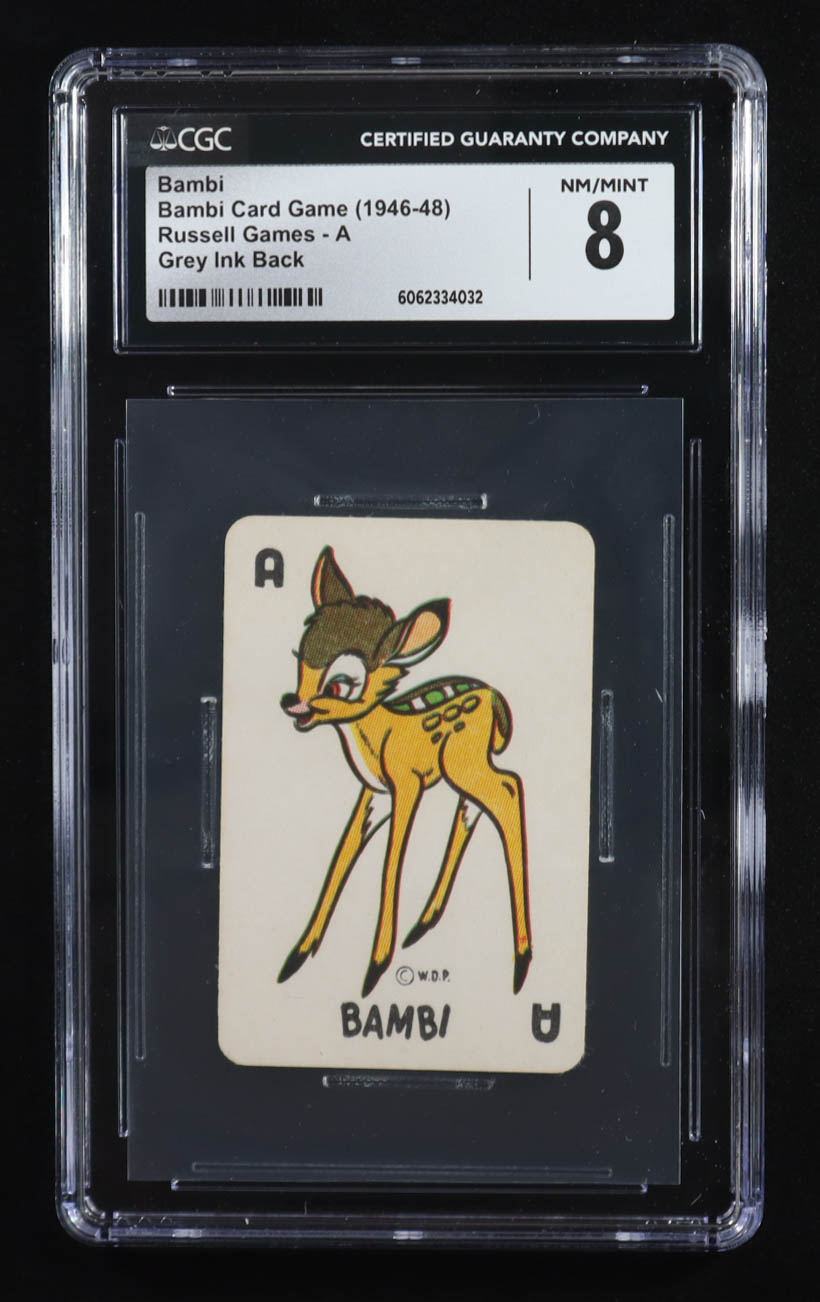 CGC CERTIFIED GUARANTY COMPANY
Bambi
Bambi Card Game (1946-48)
Russell Games - A
Grey Ink Back
NM/MINT
8
6062334032
A
© W.D.P.
BAMBI
A